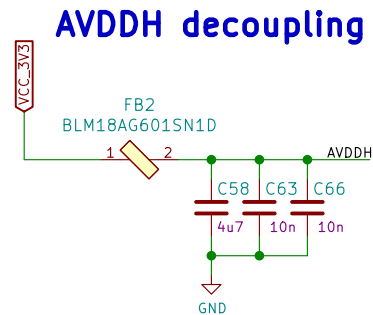 AVDDH decoupling
VCC_3V3
FB2
BLM18AG601SN1D
1
2
AVDDH
C58
C63
C66
4u7
10n
10n
GND